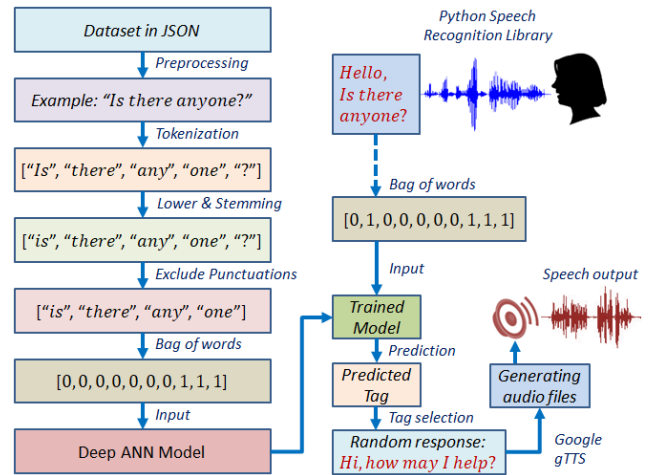 Dataset in JSON
Preprocessing
Example: “Is there anyone?”
Tokenization
[“Is”, “there”, “any”, “one”, “?”]
Lower & Stemming
[“is”, “there”, “any”, “one”, “?”]
Exclude Punctuations
[“is”, “there”, “any”, “one”]
Bag of words
[0, 0, 0, 0, 0, 0, 0, 1, 1, 1]
Input
Deep ANN Model
Python Speech
Recognition Library
Hello,
Is there
anyone?
Bag of words
[0, 1, 0, 0, 0, 0, 0, 1, 1, 1]
Input
Trained
Model
Prediction
Predicted
Tag
Tag selection
Random response:
Hi, how may I help?
Google
gTTS
Generating
audio files
Speech output